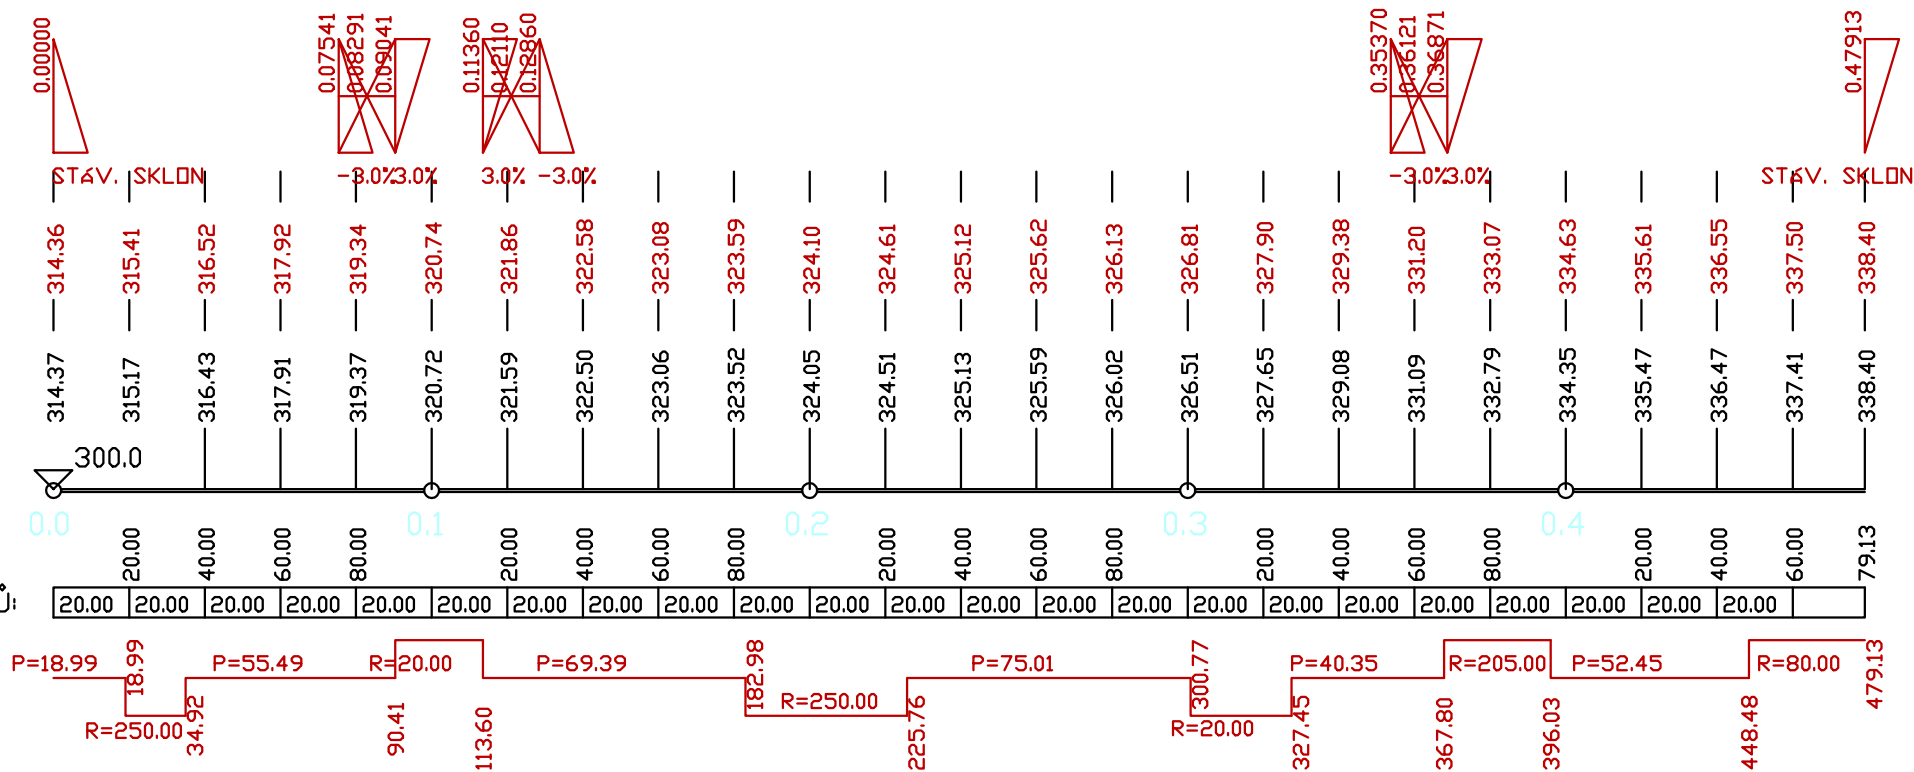 0.00000 0.07541 0.08291 0.09041 0.11360 0.12110 0.12860 0.35370 0.36121 0.36871 0.47913
STAV. SKLON -3.0% 3.0% 3.0% -3.0% -3.0% 3.0% STAV. SKLON
314.36 315.41 316.52 317.92 319.34 320.74 321.86 322.58 323.08 323.59 324.10 324.61 325.12 325.62 326.13 326.81 327.90 329.38 331.20 333.07 334.63 335.61 336.55 337.50 338.40
314.37 315.17 316.43 317.91 319.37 320.72 321.59 322.50 323.06 323.52 324.05 324.51 325.13 325.59 326.02 326.51 327.65 329.08 331.09 332.79 334.35 335.47 336.47 337.41 338.40
300.0
0.0 0.1 0.2 0.3 0.4
20.00 40.00 60.00 80.00 20.00 40.00 60.00 80.00 20.00 40.00 60.00 80.00 20.00 40.00 60.00 80.00 20.00 40.00 60.00 79.13
Ů: 20.00 20.00 20.00 20.00 20.00 20.00 20.00 20.00 20.00 20.00 20.00 20.00 20.00 20.00 20.00 20.00 20.00 20.00 20.00 20.00 20.00 20.00 20.00
P=18.99 18.99 P=55.49 R=20.00 P=69.39 182.98 P=75.01 300.77 P=40.35 R=205.00 P=52.45 R=80.00 479.13
R=250.00 34.92 90.41 113.60 R=250.00 225.76 R=20.00 327.45 367.80 396.03 448.48